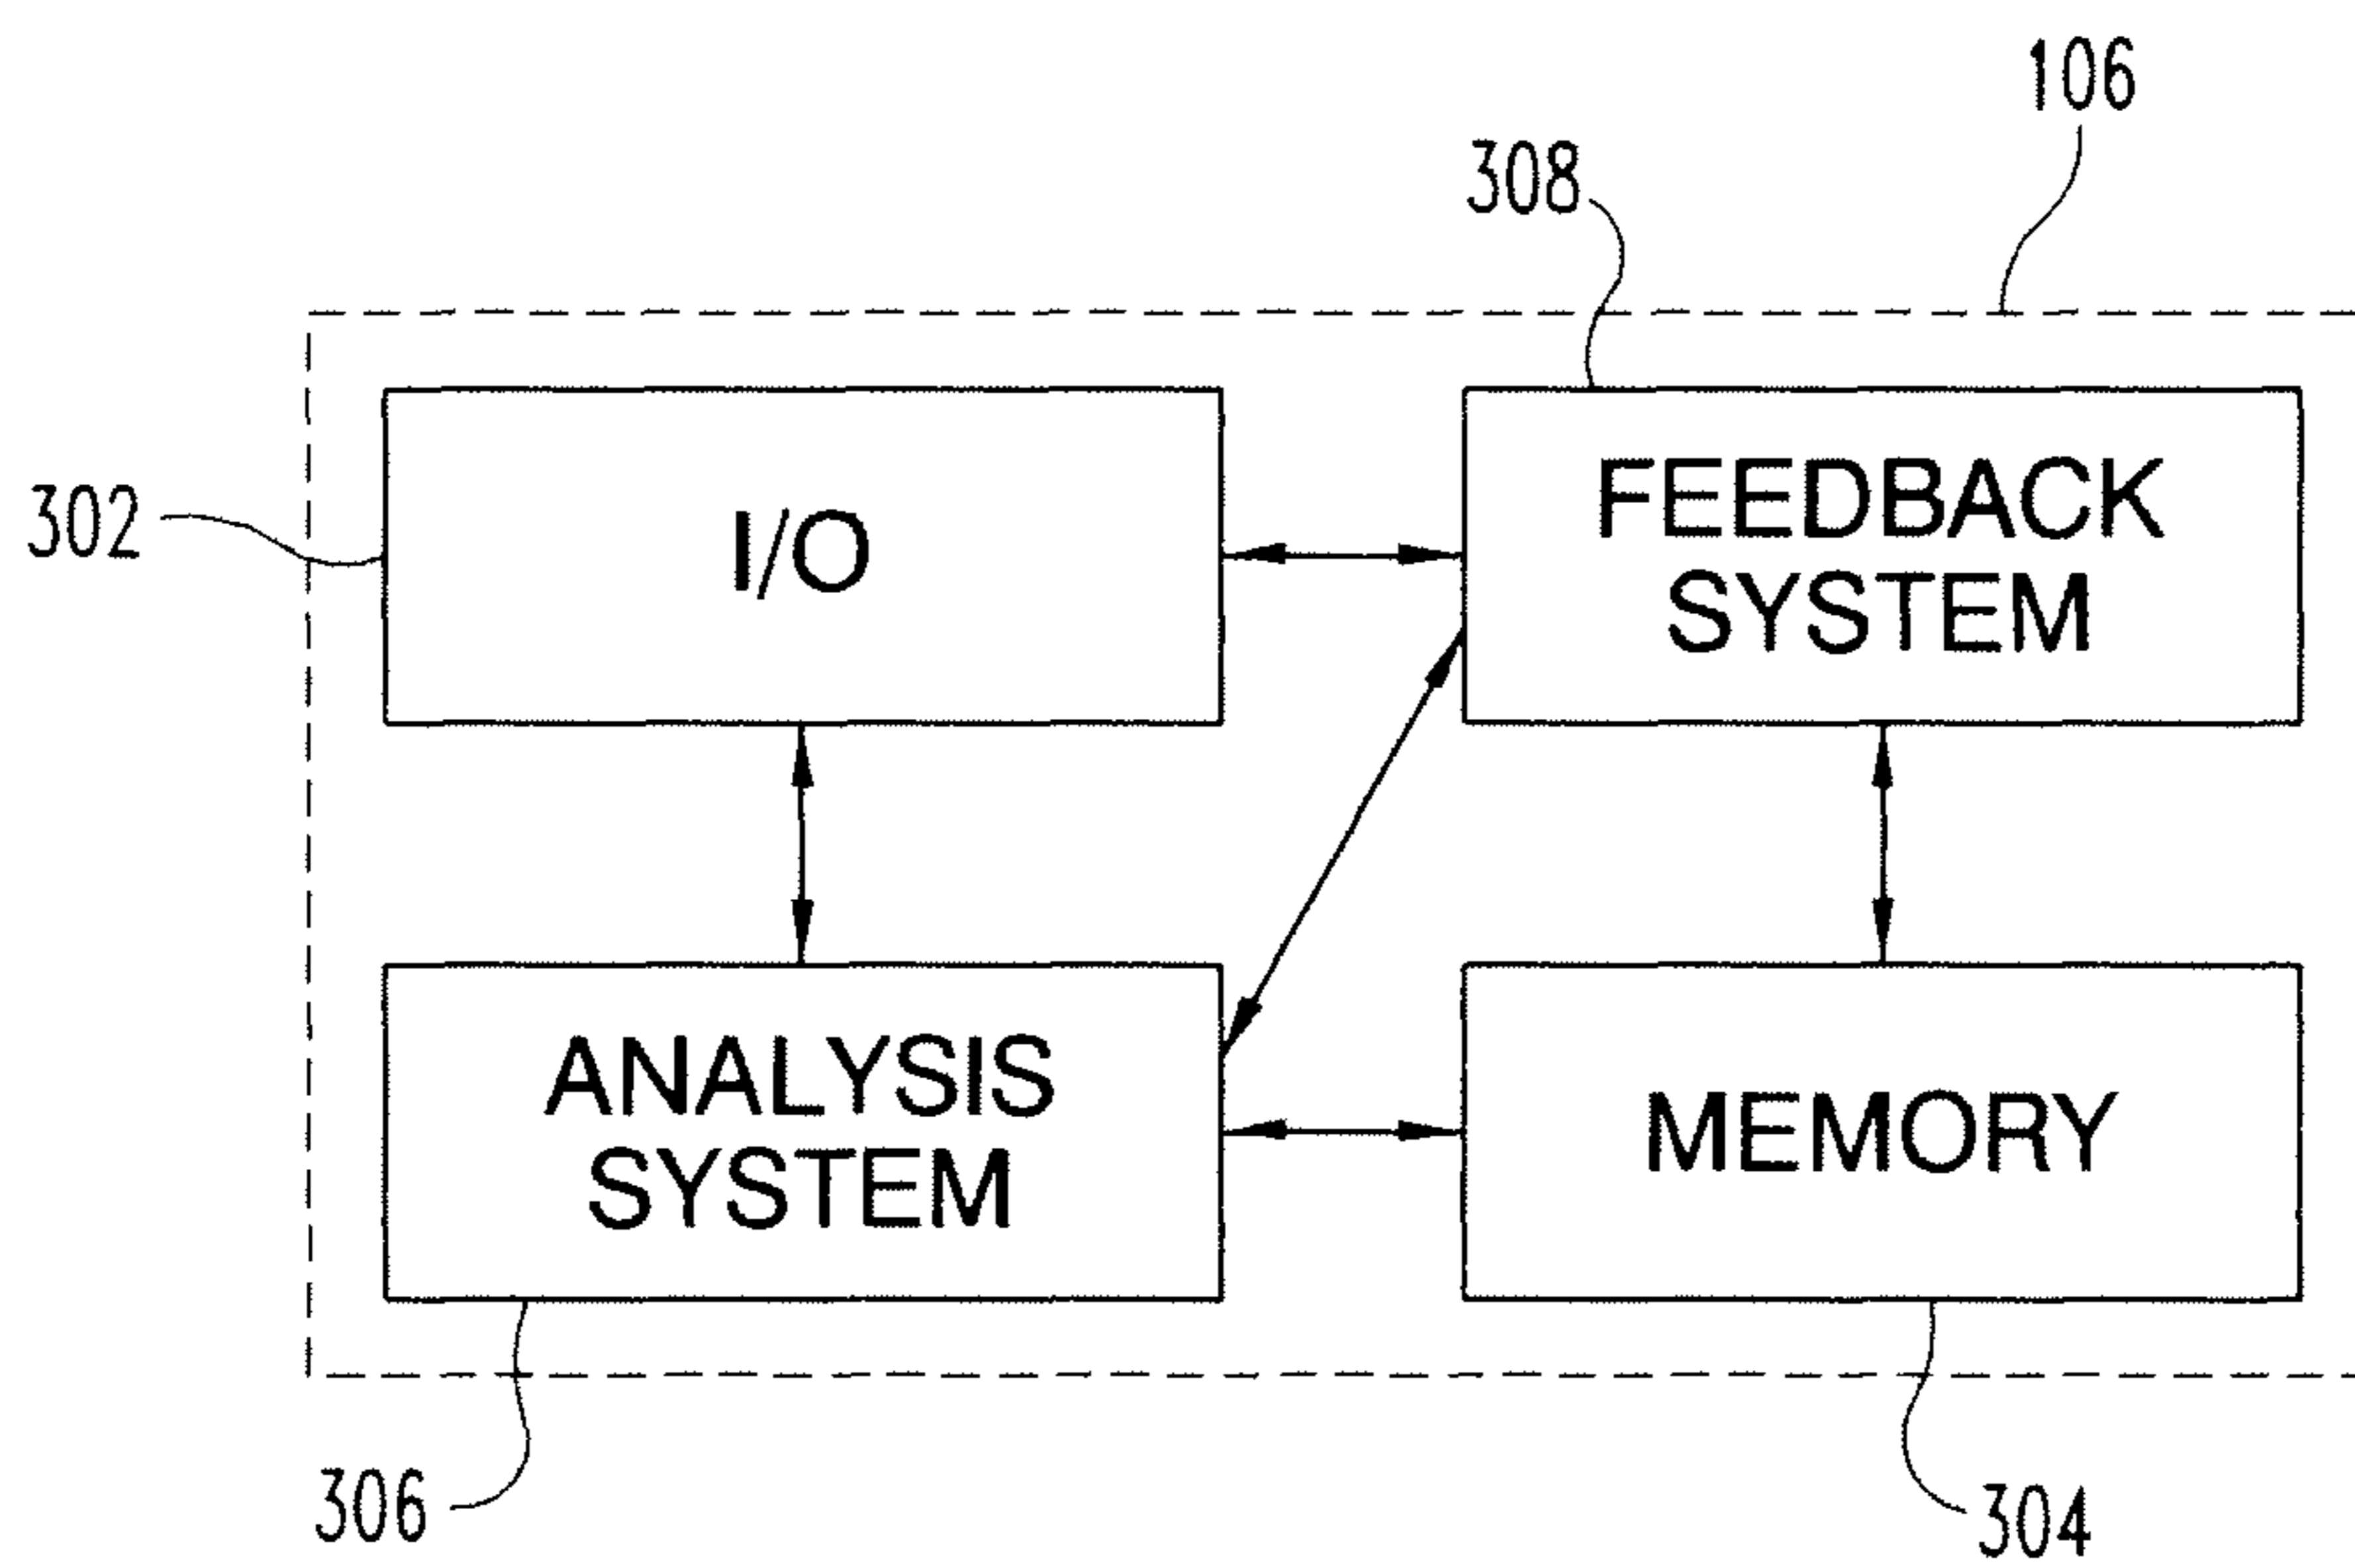 106
308
302
I/O
FEEDBACK
SYSTEM
ANALYSIS
SYSTEM
MEMORY
306
304